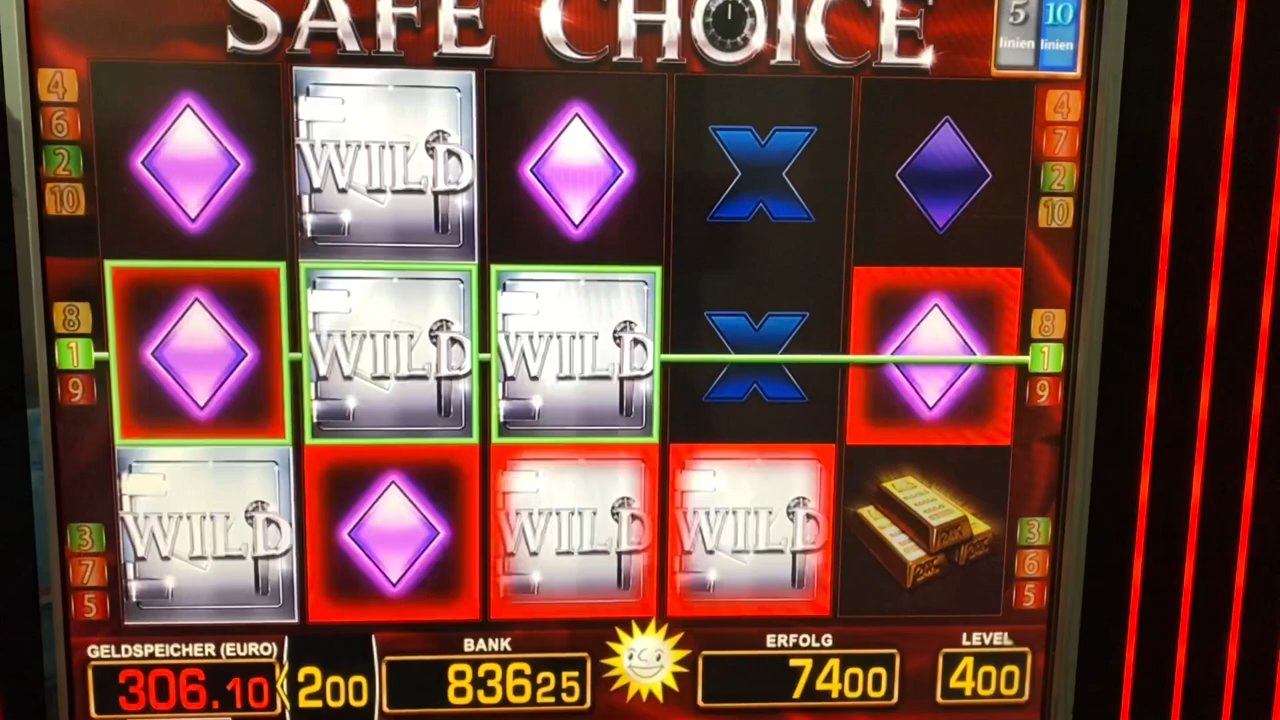 SAFE CHOICE
5 10
linien linien
4 4
6 WILD 7
2 2
10 10
8 8
1 WILD WILD 1
9 9
3 WILD WILD WILD 3
7 6
5 5
GELDSPEICHER (EURO) BANK ERFOLG LEVEL
306.10 200 83625 7400 400